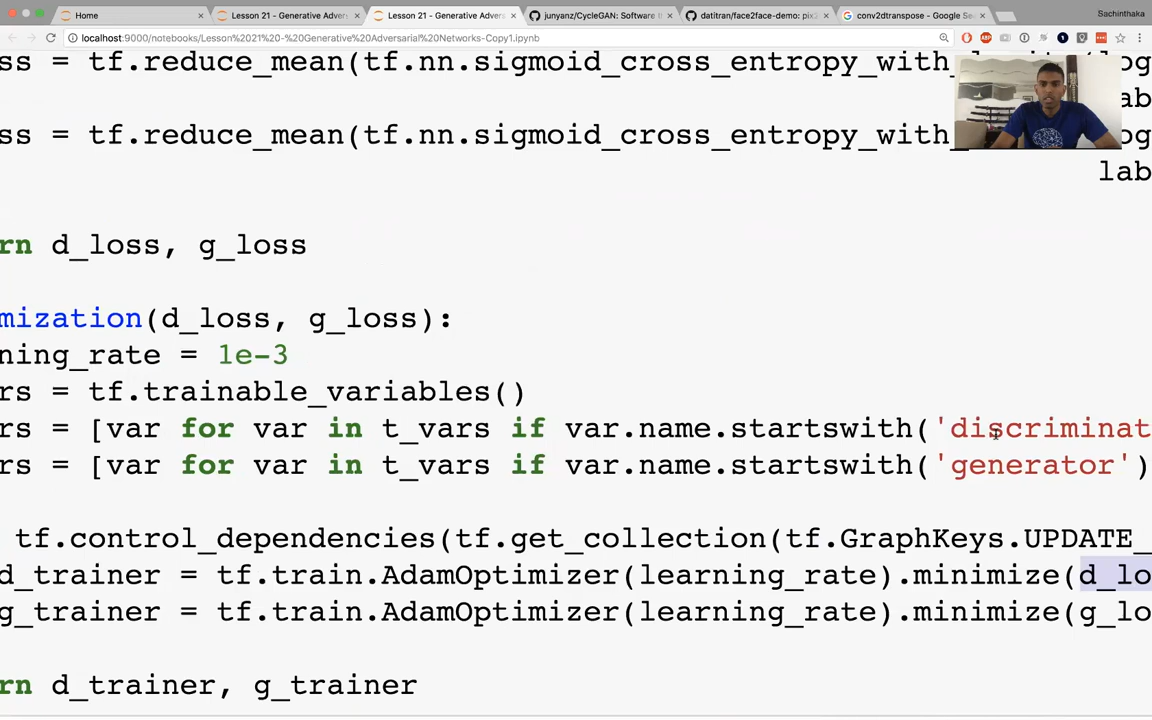 Home
Lesson 21 - Generative Advers
Lesson 21 - Generative Advers
junyanz/CycleGAN: Software t
datitran/face2face-demo: pix
conv2dtranspose - Google Se
Sachinthaka
localhost:9000/notebooks/Lesson%2021%20-%20Generative%20Adversarial%20Networks-Copy1.ipynb
ss = tf.reduce_mean(tf.nn.sigmoid_cross_entropy_with_ log
lab
ss = tf.reduce_mean(tf.nn.sigmoid_cross_entropy_with_ log
lab
rn d_loss, g_loss
mization(d_loss, g_loss):
ning_rate = 1e-3
rs = tf.trainable_variables()
rs = [var for var in t_vars if var.name.startswith('discriminat
rs = [var for var in t_vars if var.name.startswith('generator')
tf.control_dependencies(tf.get_collection(tf.GraphKeys.UPDATE_
d_trainer = tf.train.AdamOptimizer(learning_rate).minimize(d_lo
g_trainer = tf.train.AdamOptimizer(learning_rate).minimize(g_lo
rn d_trainer, g_trainer